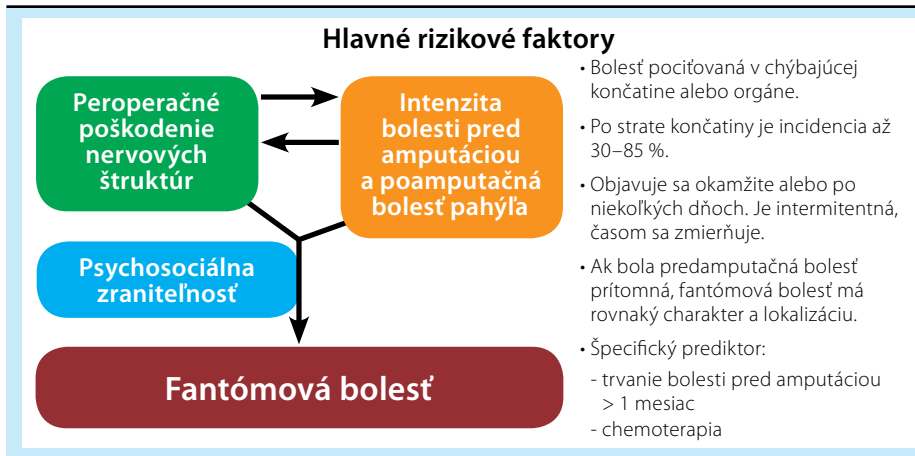 Hlavné rizikové faktory
Peroperačné
poškodenie
nervových
štruktúr
Intenzita
bolesti pred
amputáciou
a poamputačná
bolesť pahýľa
Psychosociálna
zraniteľnosť
Fantómová bolesť
• Bolesť pociťovaná v chýbajúcej
končatine alebo orgáne.
• Po strate končatiny je incidencia až
30–85 %.
• Objavuje sa okamžite alebo po
niekoľkých dňoch. Je intermitentná,
časom sa zmierňuje.
• Ak bola predamputačná bolesť
prítomná, fantómová bolesť má
rovnaký charakter a lokalizáciu.
• Špecifický prediktor:
- trvanie bolesti pred amputáciou
> 1 mesiac
- chemoterapia